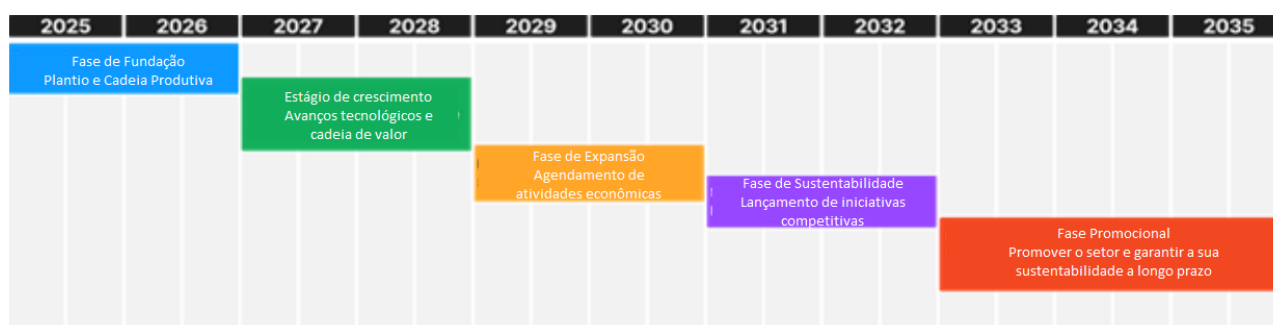 2025 2026 2027 2028 2029 2030 2031 2032 2033 2034 2035
Fase de Fundação
Plantio e Cadeia Produtiva
Estágio de crescimento
Avanços tecnológicos e
cadeia de valor
Fase de Expansão
Agendamento de
atividades econômicas
Fase de Sustentabilidade
Lançamento de iniciativas
competitivas
Fase Promocional
Promover o setor e garantir a sua
sustentabilidade a longo prazo